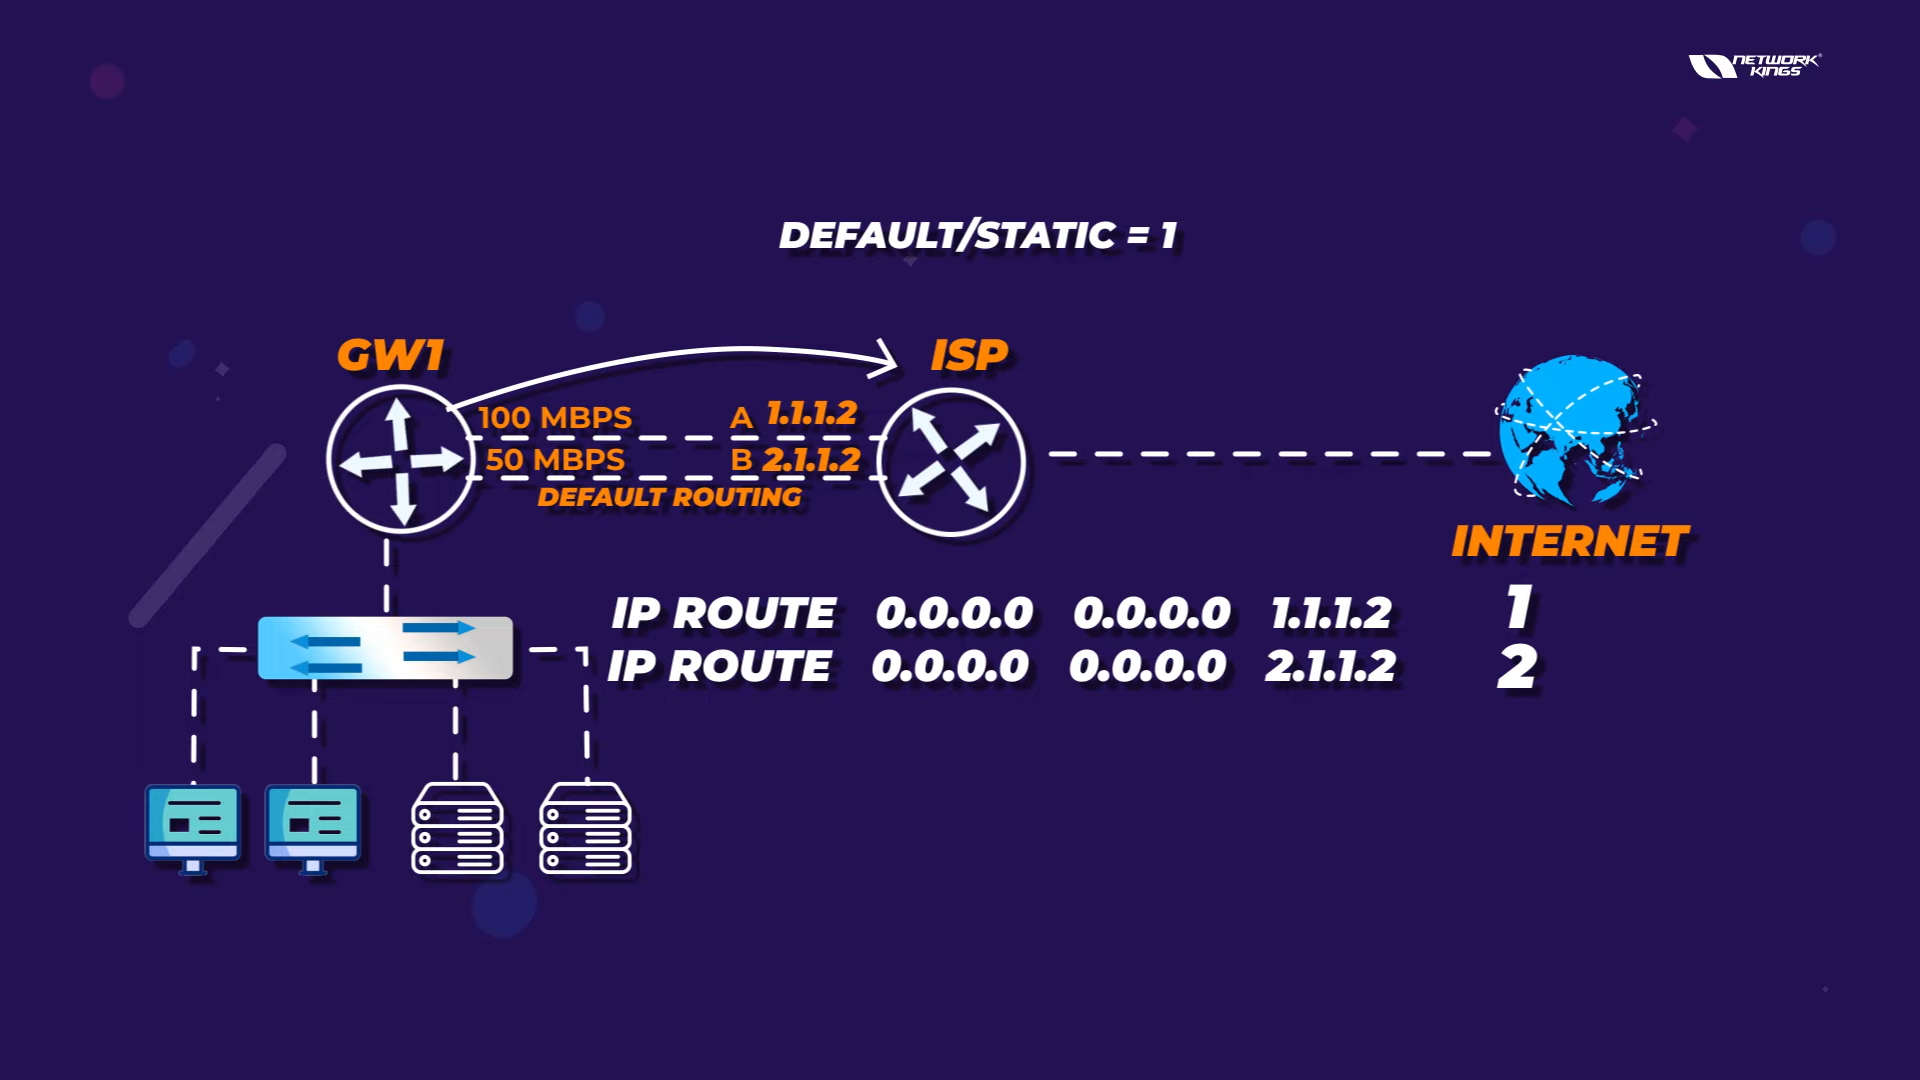 NETWORK
KINGS
DEFAULT/STATIC = 1
GW1
ISP
100 MBPS A 1.1.1.2
50 MBPS B 2.1.1.2
DEFAULT ROUTING
INTERNET
IP ROUTE 0.0.0.0 0.0.0.0 1.1.1.2 1
IP ROUTE 0.0.0.0 0.0.0.0 2.1.1.2 2